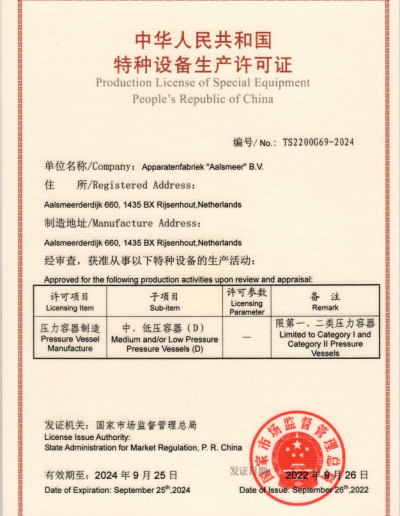 中华人民共和国
特种设备生产许可证
Production License of Special Equipment
People's Republic of China
编号/No.: TS2200G69-2024
单位名称/Company: Apparatenfabriek "Aalsmeer" B.V.
住 所/Registered Address:
Aalsmeerderdijk 660, 1435 BX Rijsenhout,Netherlands
制造地址/Manufacture Address:
Aalsmeerderdijk 660, 1435 BX Rijsenhout,Netherlands
经审查，获准从事以下特种设备的生产活动：
Approved for the following production activities upon review and appraisal:
许可项目 子项目 许可参数 备 注
Licensing Item Sub-item Licensing Parameter Remark
压力容器制造 中、低压容器（D） — 限第一、二类压力容器
Pressure Vessel Medium and/or Low Pressure Limited to Category I and
Manufacture Pressure Vessels (D) Category II Pressure
Vessels
发证机关：国家市场监督管理总局
License Issue Authority:
State Administration for Market Regulation, P. R. China
国家市场监督管理总局
有效期至：2024 年 9 月 25 日 发证日期：2022 年 9 月 26 日
Date of Expiration: September 25th,2024 Date of Issue: September 26th,2022